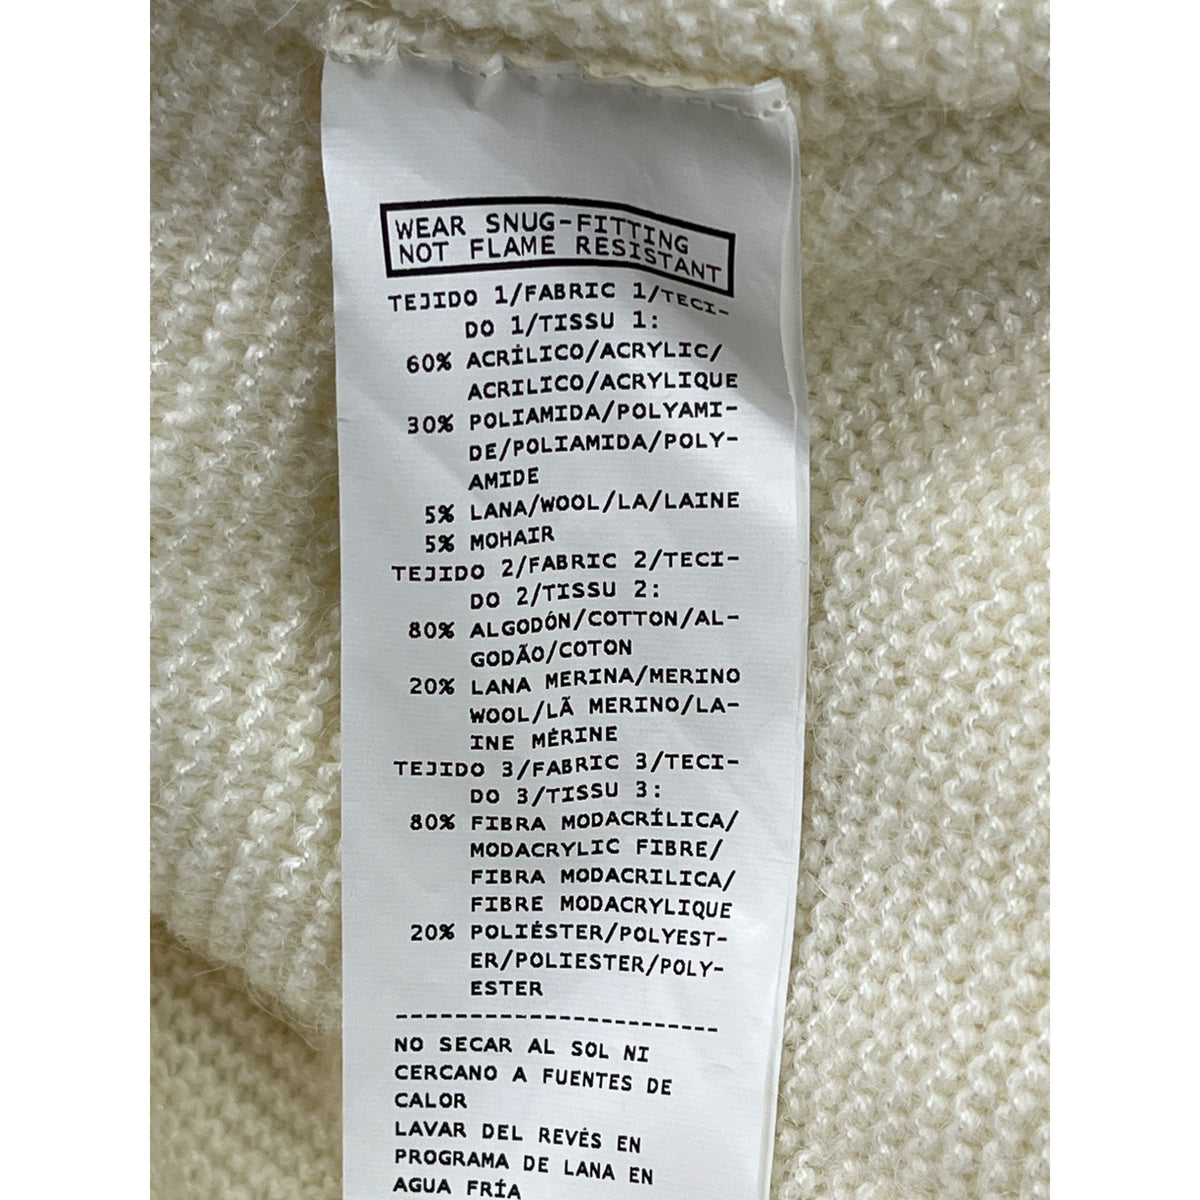 WEAR SNUG-FITTING
NOT FLAME RESISTANT
TEJIDO 1/FABRIC 1/TECI-
DO 1/TISSU 1:
60% ACRÍLICO/ACRYLIC/
ACRILICO/ACRYLIQUE
30% POLIAMIDA/POLYAMI-
DE/POLIAMIDA/POLY-
AMIDE
5% LANA/WOOL/LA/LAINE
5% MOHAIR
TEJIDO 2/FABRIC 2/TECI-
DO 2/TISSU 2:
80% ALGODÓN/COTTON/AL-
GODÃO/COTON
20% LANA MERINA/MERINO
WOOL/LÃ MERINO/LA-
INE MÉRINE
TEJIDO 3/FABRIC 3/TECI-
DO 3/TISSU 3:
80% FIBRA MODACRÍLICA/
MODACRYLIC FIBRE/
FIBRA MODACRILICA/
FIBRE MODACRYLIQUE
20% POLIÉSTER/POLYEST-
ER/POLIESTER/POLY-
ESTER
-----------------------
NO SECAR AL SOL NI
CERCANO A FUENTES DE
CALOR
LAVAR DEL REVÉS EN
PROGRAMA DE LANA EN
AGUA FRÍA